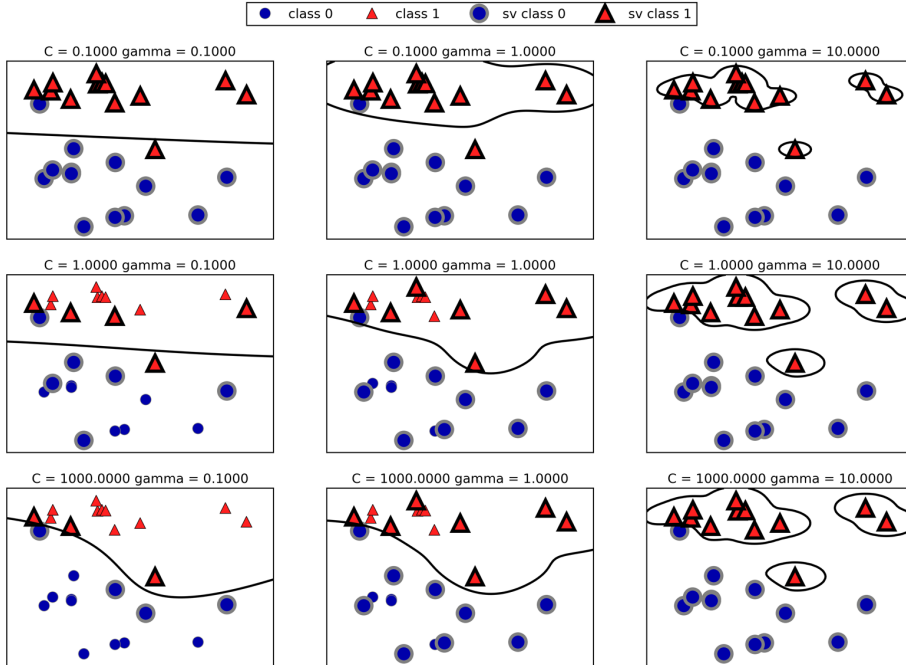 class 0 class 1 sv class 0 sv class 1
C = 0.1000 gamma = 0.1000 C = 0.1000 gamma = 1.0000 C = 0.1000 gamma = 10.0000
C = 1.0000 gamma = 0.1000 C = 1.0000 gamma = 1.0000 C = 1.0000 gamma = 10.0000
C = 1000.0000 gamma = 0.1000 C = 1000.0000 gamma = 1.0000 C = 1000.0000 gamma = 10.0000